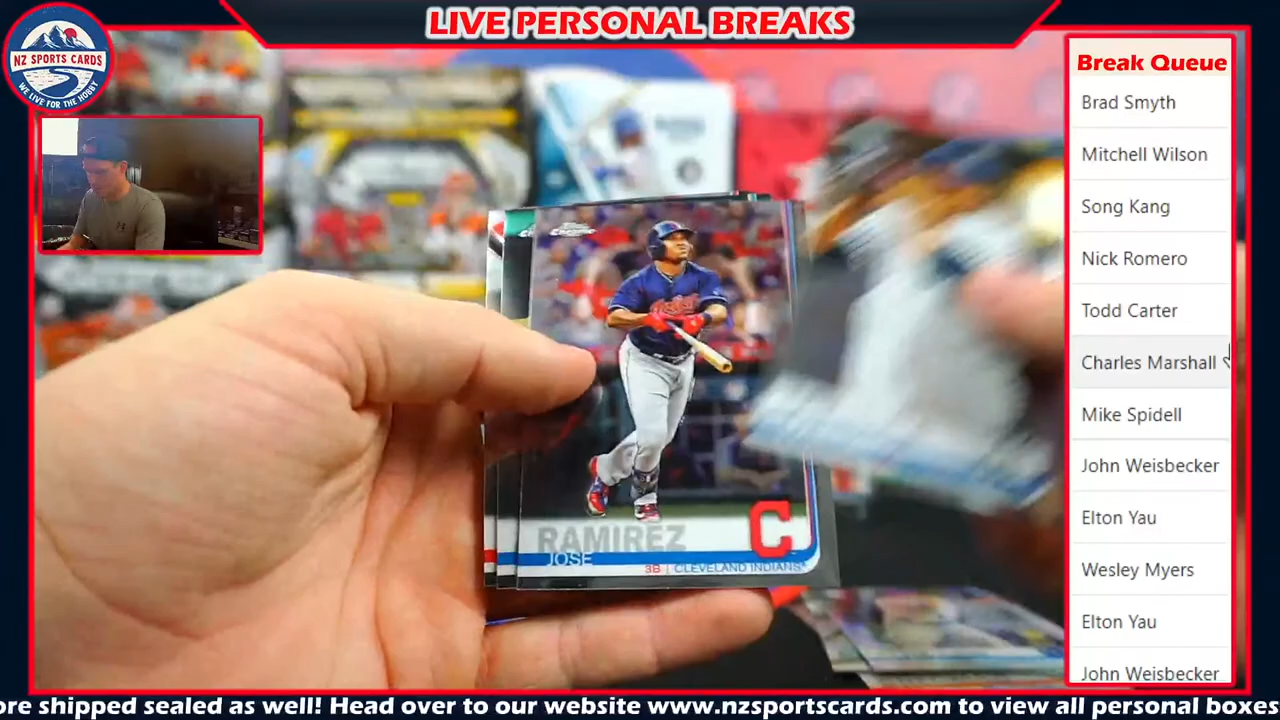 LIVE PERSONAL BREAKS
NZ SPORTS CARDS
WE LIVE FOR THE HOBBY
Break Queue
Brad Smyth
Mitchell Wilson
Song Kang
Nick Romero
Todd Carter
Charles Marshall
Mike Spidell
John Weisbecker
Elton Yau
Wesley Myers
Elton Yau
John Weisbecker
RAMIREZ
JOSE
C
3B | CLEVELAND INDIANS
ore shipped sealed as well! Head over to our website www.nzsportscards.com to view all personal boxes